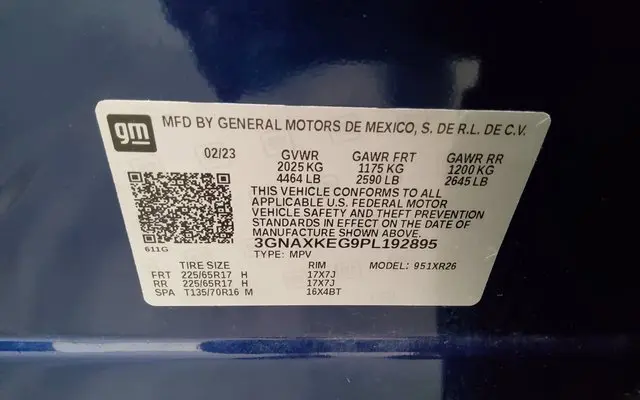 gm MFD BY GENERAL MOTORS DE MEXICO, S. DE R.L. DE C.V.
02/23 GVWR GAWR FRT GAWR RR
2025 KG 1175 KG 1200 KG
4464 LB 2590 LB 2645 LB
THIS VEHICLE CONFORMS TO ALL
APPLICABLE U.S. FEDERAL MOTOR
VEHICLE SAFETY AND THEFT PREVENTION
STANDARDS IN EFFECT ON THE DATE OF
MANUFACTURE SHOWN ABOVE.
611G 3GNAXKEG9PL192895
TYPE: MPV MODEL: 951XR26
TIRE SIZE RIM
FRT 225/65R17 H 17X7J
RR 225/65R17 H 17X7J
SPA T135/70R16 M 16X4BT